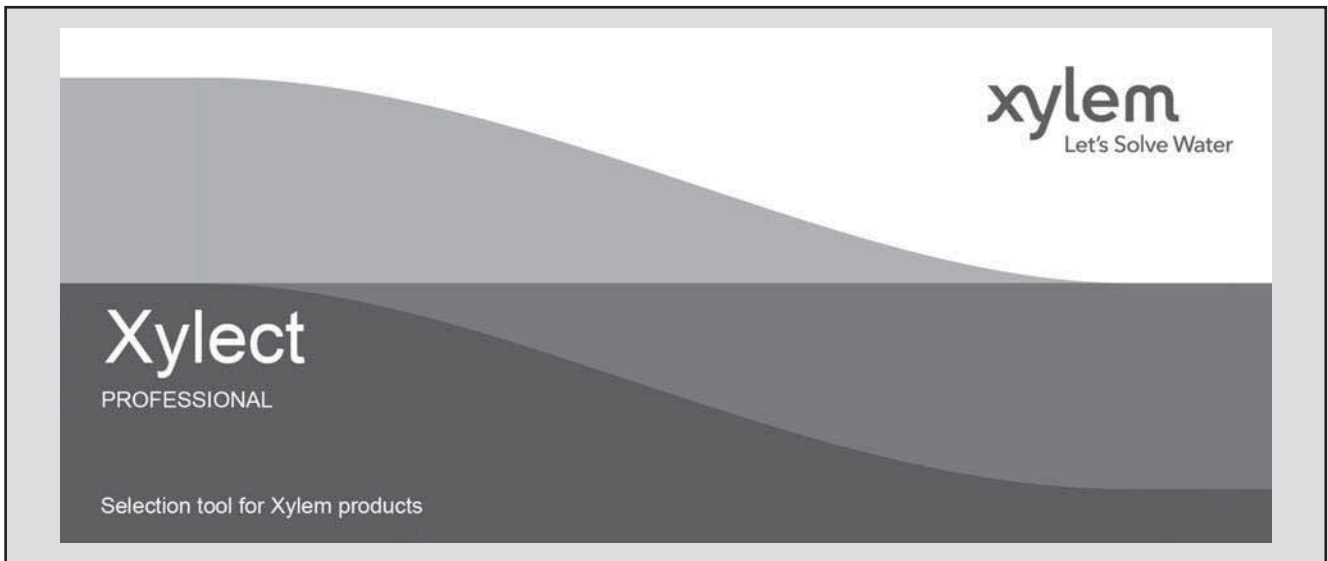 xylem
Let's Solve Water
Xylect
PROFESSIONAL
Selection tool for Xylem products